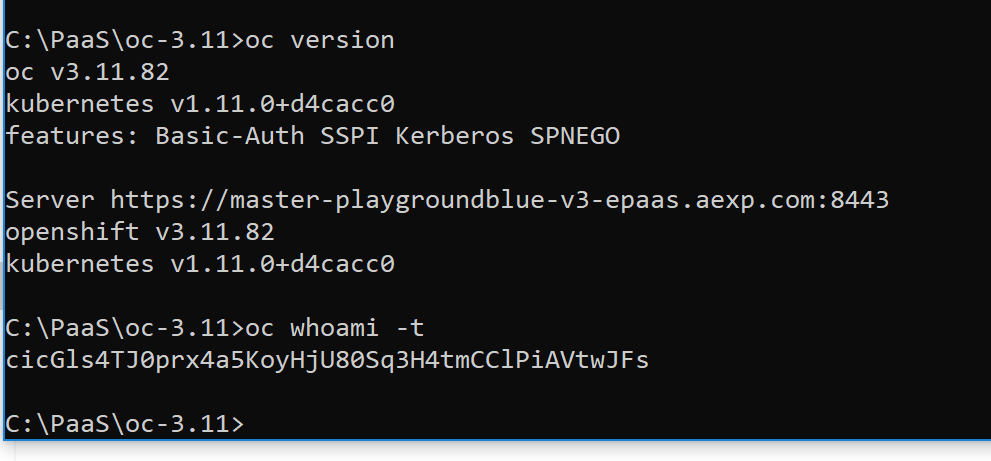 C:\PaaS\oc-3.11>oc version
oc v3.11.82
kubernetes v1.11.0+d4cacc0
features: Basic-Auth SSPI Kerberos SPNEGO
Server https://master-playgroundblue-v3-epaas.aexp.com:8443
openshift v3.11.82
kubernetes v1.11.0+d4cacc0
C:\PaaS\oc-3.11>oc whoami -t
cicGls4TJ0prx4a5KoyHjU80Sq3H4tmCClPiAVtwJFs
C:\PaaS\oc-3.11>